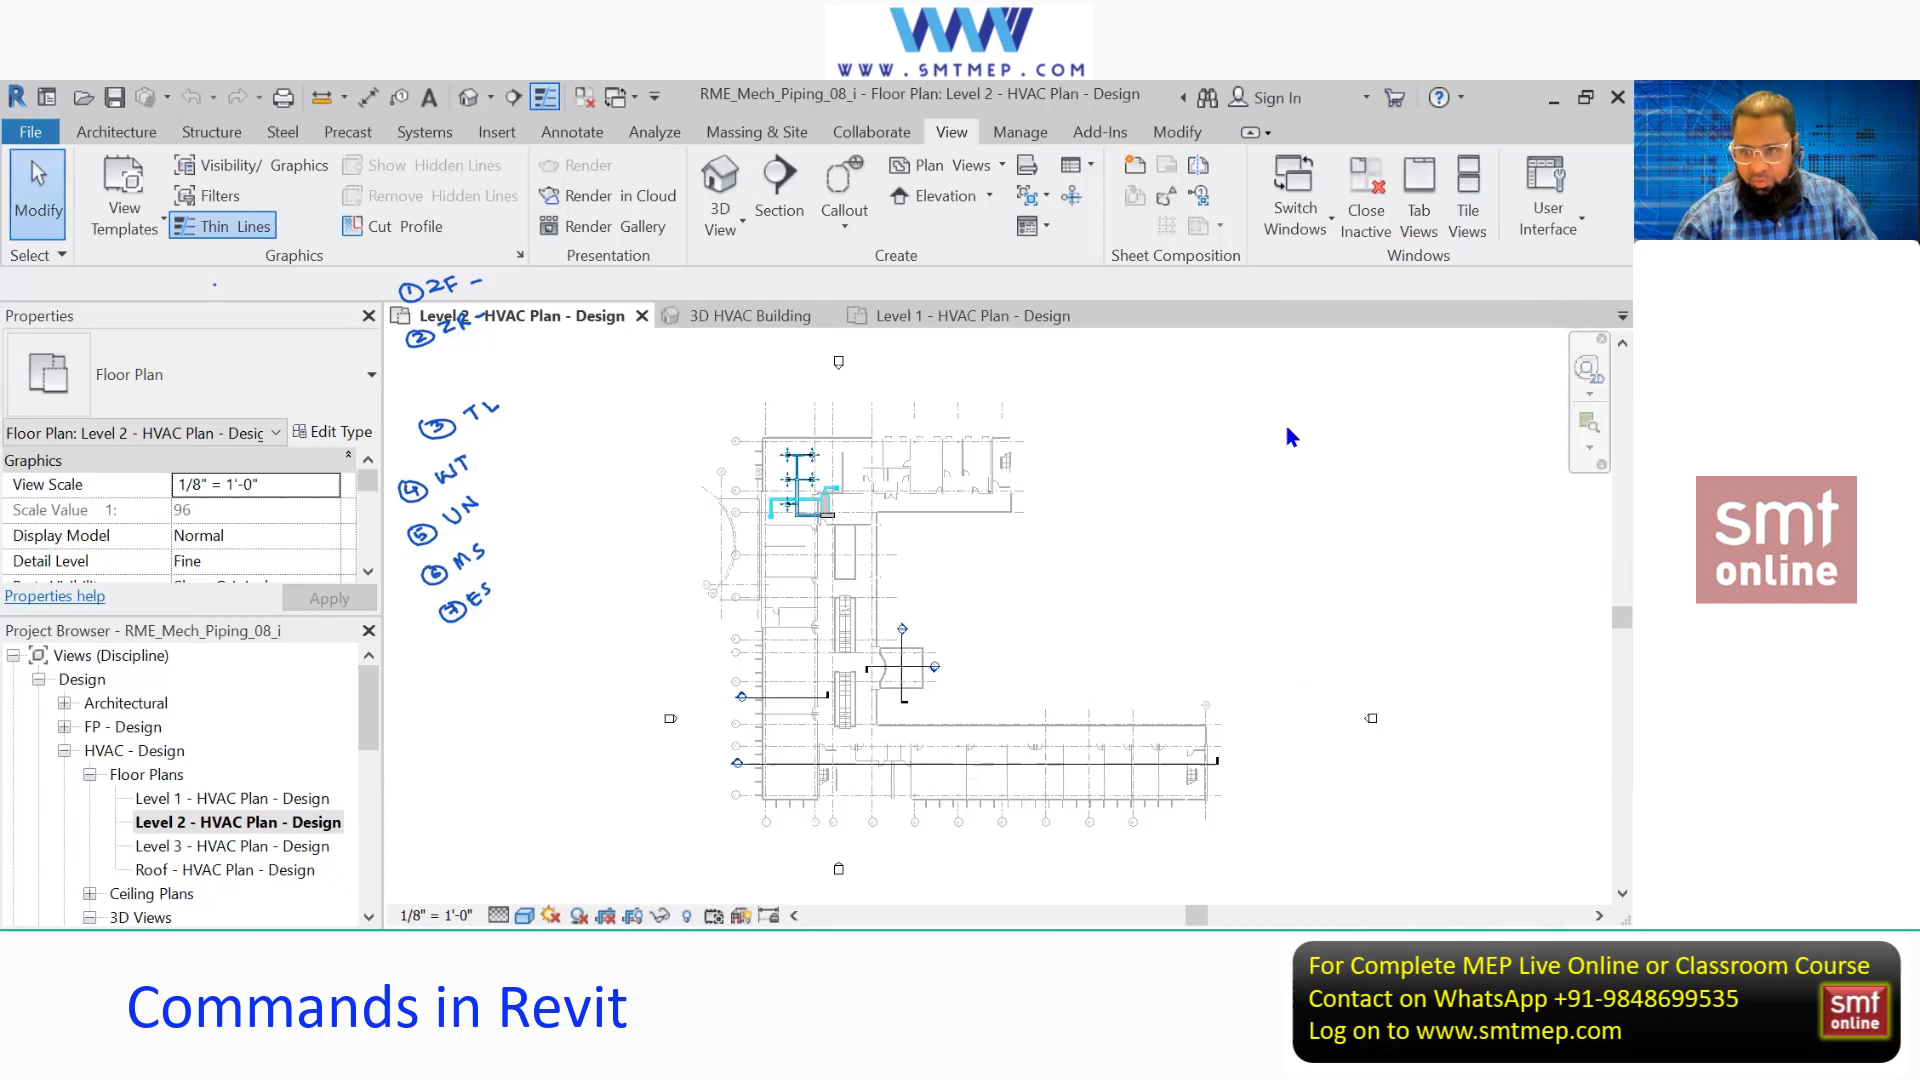 WWW.SMTMEP.COM
RME_Mech_Piping_08_i - Floor Plan: Level 2 - HVAC Plan - Design
Sign In
File Architecture Structure Steel Precast Systems Insert Annotate Analyze Massing & Site Collaborate View Manage Add-Ins Modify
Modify
Select
View Templates
Visibility/ Graphics
Filters
Thin Lines
Show Hidden Lines
Remove Hidden Lines
Cut Profile
Graphics
Render
Render in Cloud
Render Gallery
Presentation
3D View
Section
Callout
Plan Views
Elevation
Create
Sheet Composition
Switch Windows
Close Inactive
Tab Views
Tile Views
Windows
User Interface
① ZF -
② ZR -
③ TL
④ WT
⑤ UN
⑥ MS
⑦ ES
Level 2 - HVAC Plan - Design
3D HVAC Building
Level 1 - HVAC Plan - Design
2D
Properties
Floor Plan
Floor Plan: Level 2 - HVAC Plan - Desig
Edit Type
Graphics
View Scale 1/8" = 1'-0"
Scale Value 1: 96
Display Model Normal
Detail Level Fine
Properties help
Apply
Project Browser - RME_Mech_Piping_08_i
Views (Discipline)
Design
Architectural
FP - Design
HVAC - Design
Floor Plans
Level 1 - HVAC Plan - Design
Level 2 - HVAC Plan - Design
Level 3 - HVAC Plan - Design
Roof - HVAC Plan - Design
Ceiling Plans
3D Views
1/8" = 1'-0"
smt
online
Commands in Revit
For Complete MEP Live Online or Classroom Course
Contact on WhatsApp +91-9848699535
Log on to www.smtmep.com
smt
online